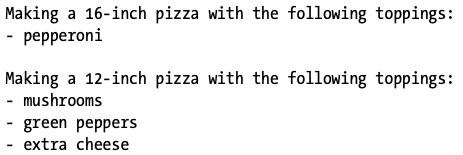 Making a 16-inch pizza with the following toppings:
- pepperoni

Making a 12-inch pizza with the following toppings:
- mushrooms
- green peppers
- extra cheese